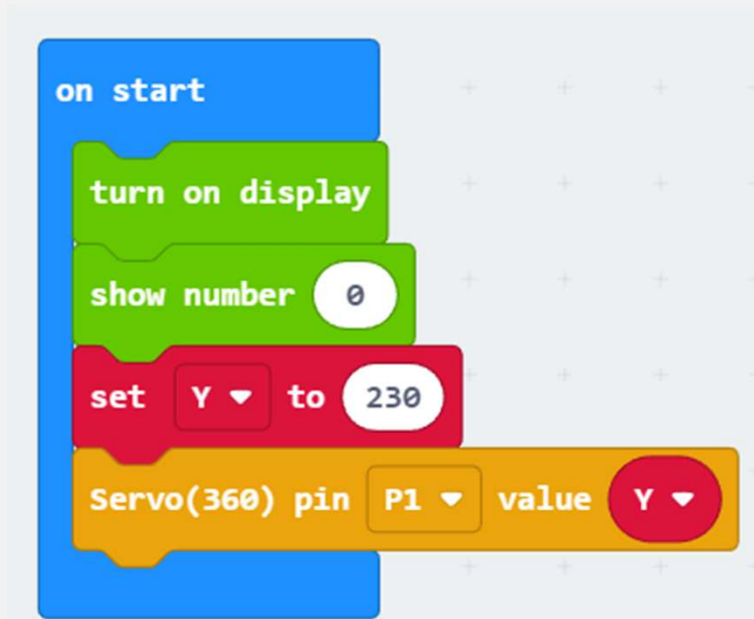 on start
turn on display
show number 0
set Y to 230
Servo(360) pin P1 value Y